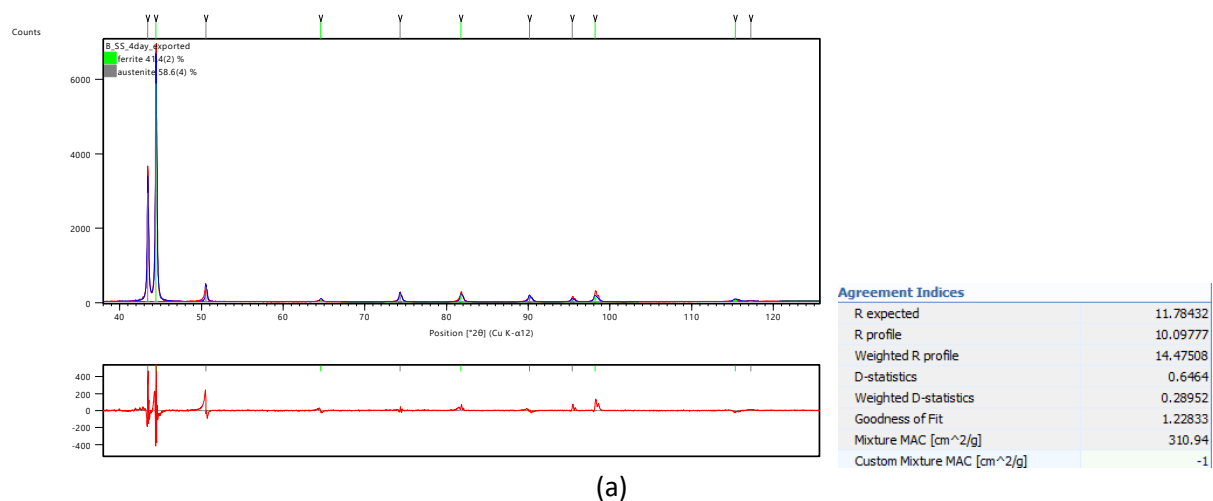 Counts
B_SS_4day_exported
ferrite 41.4(2) %
austenite 58.6(4) %
6000
4000
2000
0
40 50 60 70 80 90 100 110 120
Position [°2θ] (Cu K-α12)
400
200
0
-200
-400
(a)
Agreement Indices
R expected 11.78432
R profile 10.09777
Weighted R profile 14.47508
D-statistics 0.6464
Weighted D-statistics 0.28952
Goodness of Fit 1.22833
Mixture MAC [cm^2/g] 310.94
Custom Mixture MAC [cm^2/g] -1